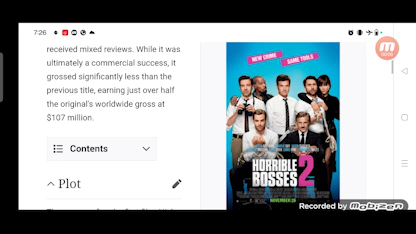 7:26
received mixed reviews. While it was
ultimately a commercial success, it
grossed significantly less than the
previous title, earning just over half
the original's worldwide gross at
$107 million.
Contents
Plot
NEW CRIME.
SAME TOOLS.
HORRIBLE
BOSSES 2
NOVEMBER 26
Recorded by mobizen